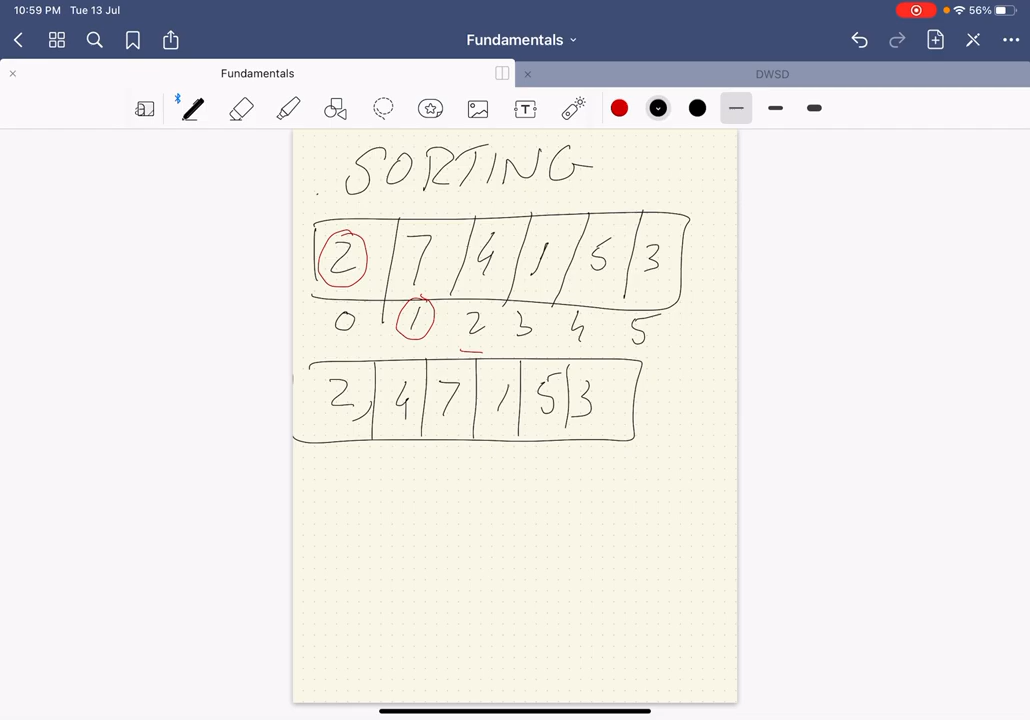 10:59 PM Tue 13 Jul 56%
Fundamentals
Fundamentals DWSD
T
SORTING
2 7 4 1 5 3
0 1 2 3 4 5
2, 4 7 1 5 3